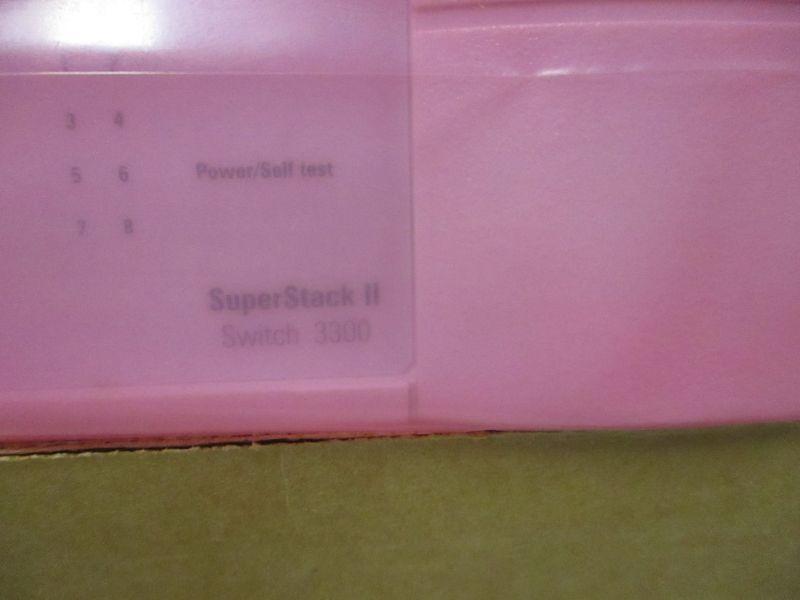 3 4
5 6 Power/Self test
7 8
SuperStack II
Switch 3300